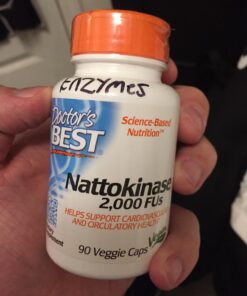 ENZYMES
Doctor's
BEST
Science-Based
Nutrition™
Nattokinase
2,000 FUs
HELPS SUPPORT CARDIOVASCULAR
AND CIRCULATORY HEALTH
90 Veggie Caps